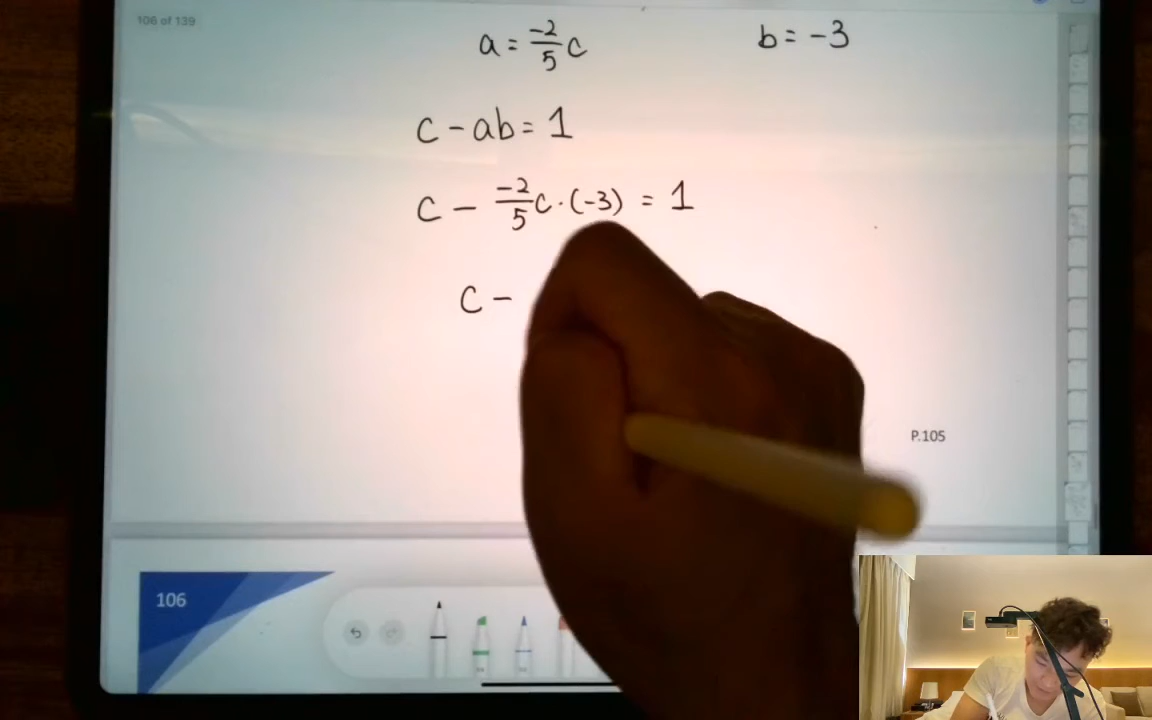 106 of 139
a = -2/5 c b = -3
c - ab = 1
c - -2/5 c · (-3) = 1
c -
P.105
106